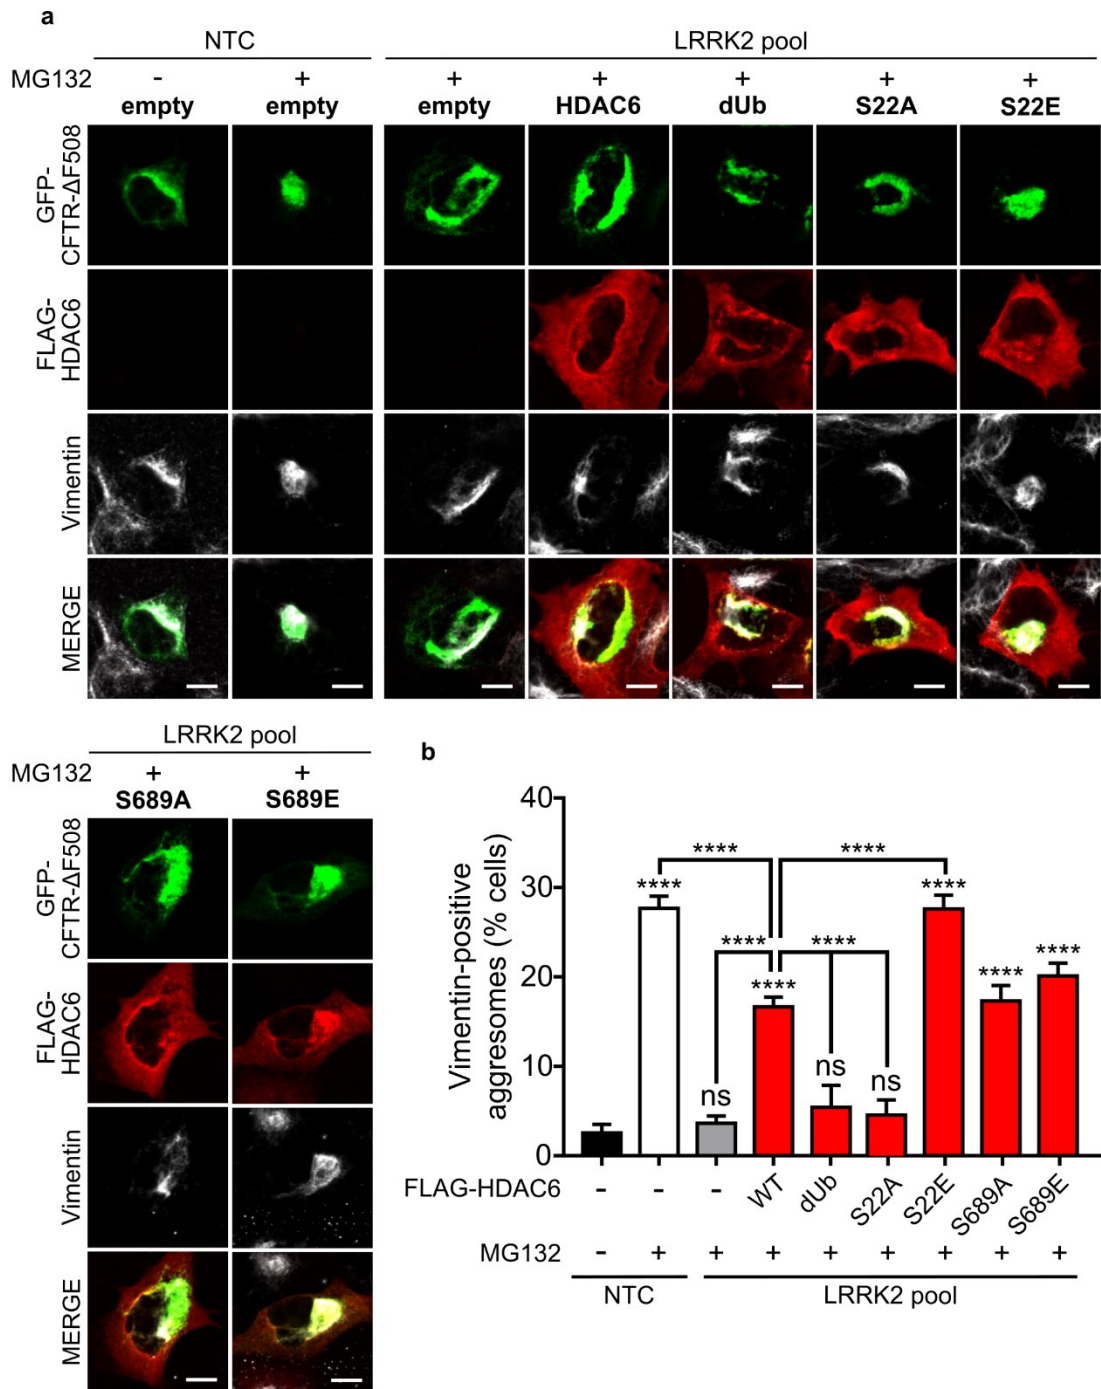 a
NTC
LRRK2 pool
MG132 - + + + + + +
empty empty empty HDAC6 dUb S22A S22E
GFP-
CFTR-ΔF508
FLAG-
HDAC6
Vimentin
MERGE
LRRK2 pool
MG132 + +
S689A S689E
GFP-
CFTR-ΔF508
FLAG-
HDAC6
Vimentin
MERGE
b
Vimentin-positive
aggresomes (% cells)
40
30
20
10
0
**** ****
**** ****
**** ****
**** **** ****
ns ns ns
FLAG-HDAC6 - - - WT dUb S22A S22E S689A S689E
MG132 - + + + + + + + +
NTC LRRK2 pool